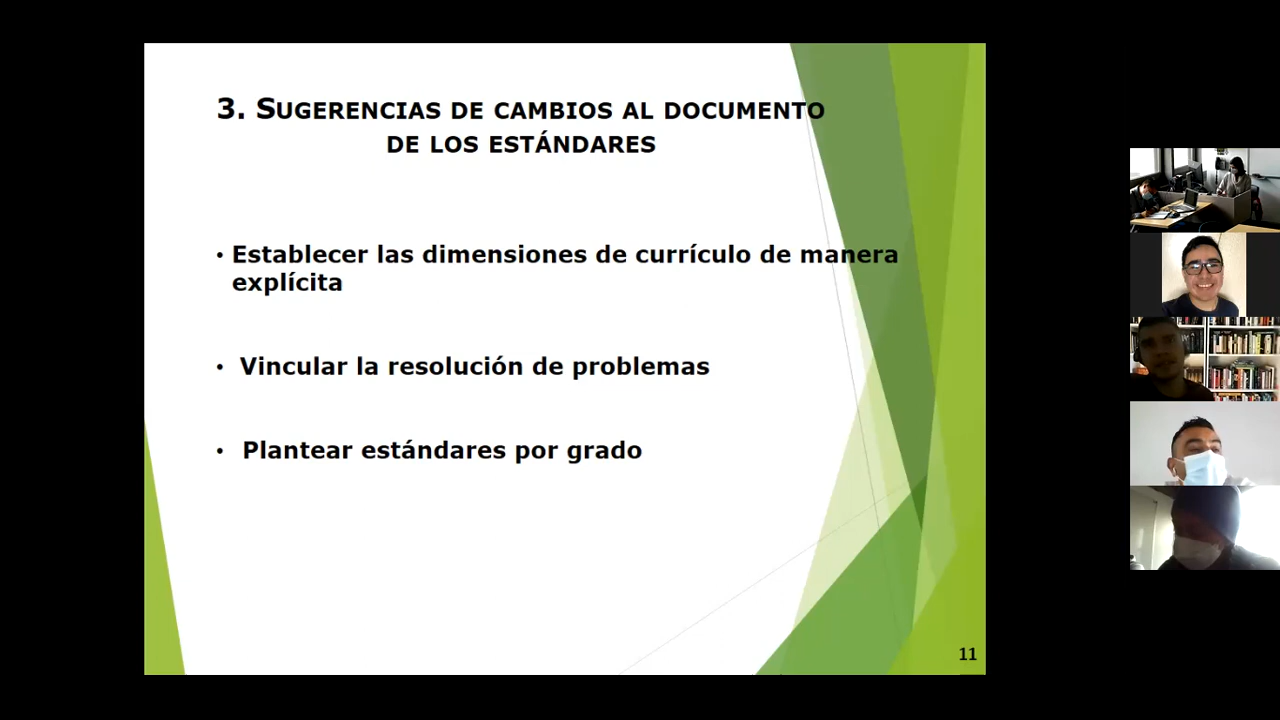 3. SUGERENCIAS DE CAMBIOS AL DOCUMENTO
DE LOS ESTÁNDARES
• Establecer las dimensiones de currículo de manera
explícita
• Vincular la resolución de problemas
• Plantear estándares por grado
11